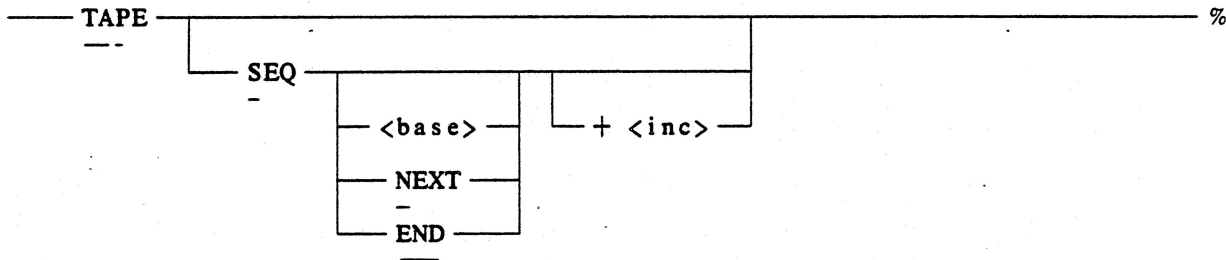 TAPE %
SEQ
<base> + <inc>
NEXT
END